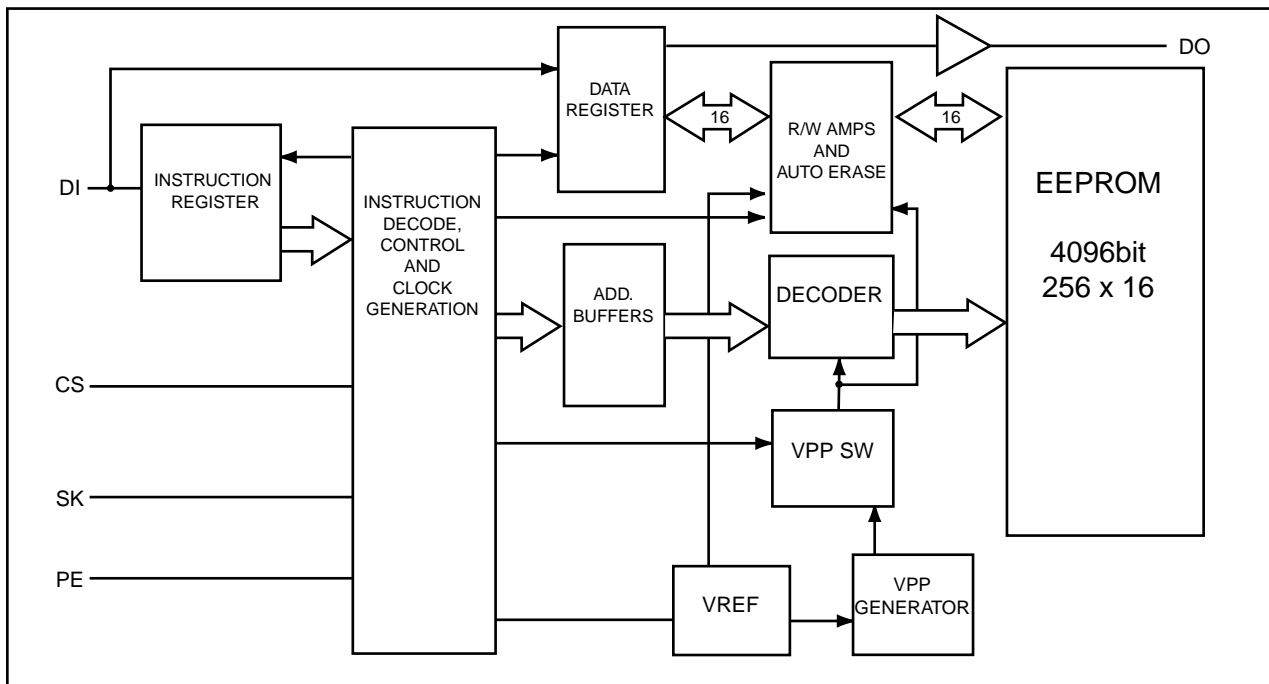 DO
DATA
REGISTER
16
R/W AMPS
AND
AUTO ERASE
16
EEPROM
4096bit
256 x 16
DI
INSTRUCTION
REGISTER
INSTRUCTION
DECODE,
CONTROL
AND
CLOCK
GENERATION
ADD.
BUFFERS
DECODER
CS
VPP SW
SK
PE
VREF
VPP
GENERATOR